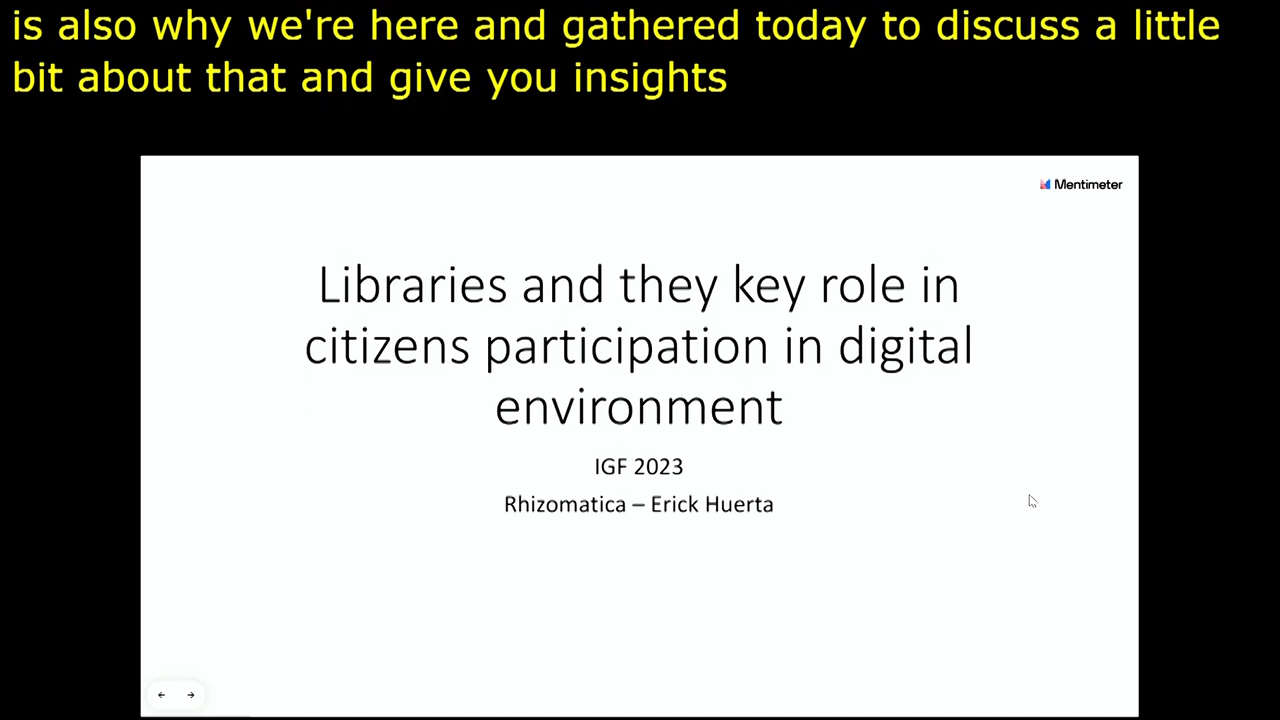 is also why we're here and gathered today to discuss a little
bit about that and give you insights
Mentimeter
Libraries and they key role in
citizens participation in digital
environment
IGF 2023
Rhizomatica – Erick Huerta